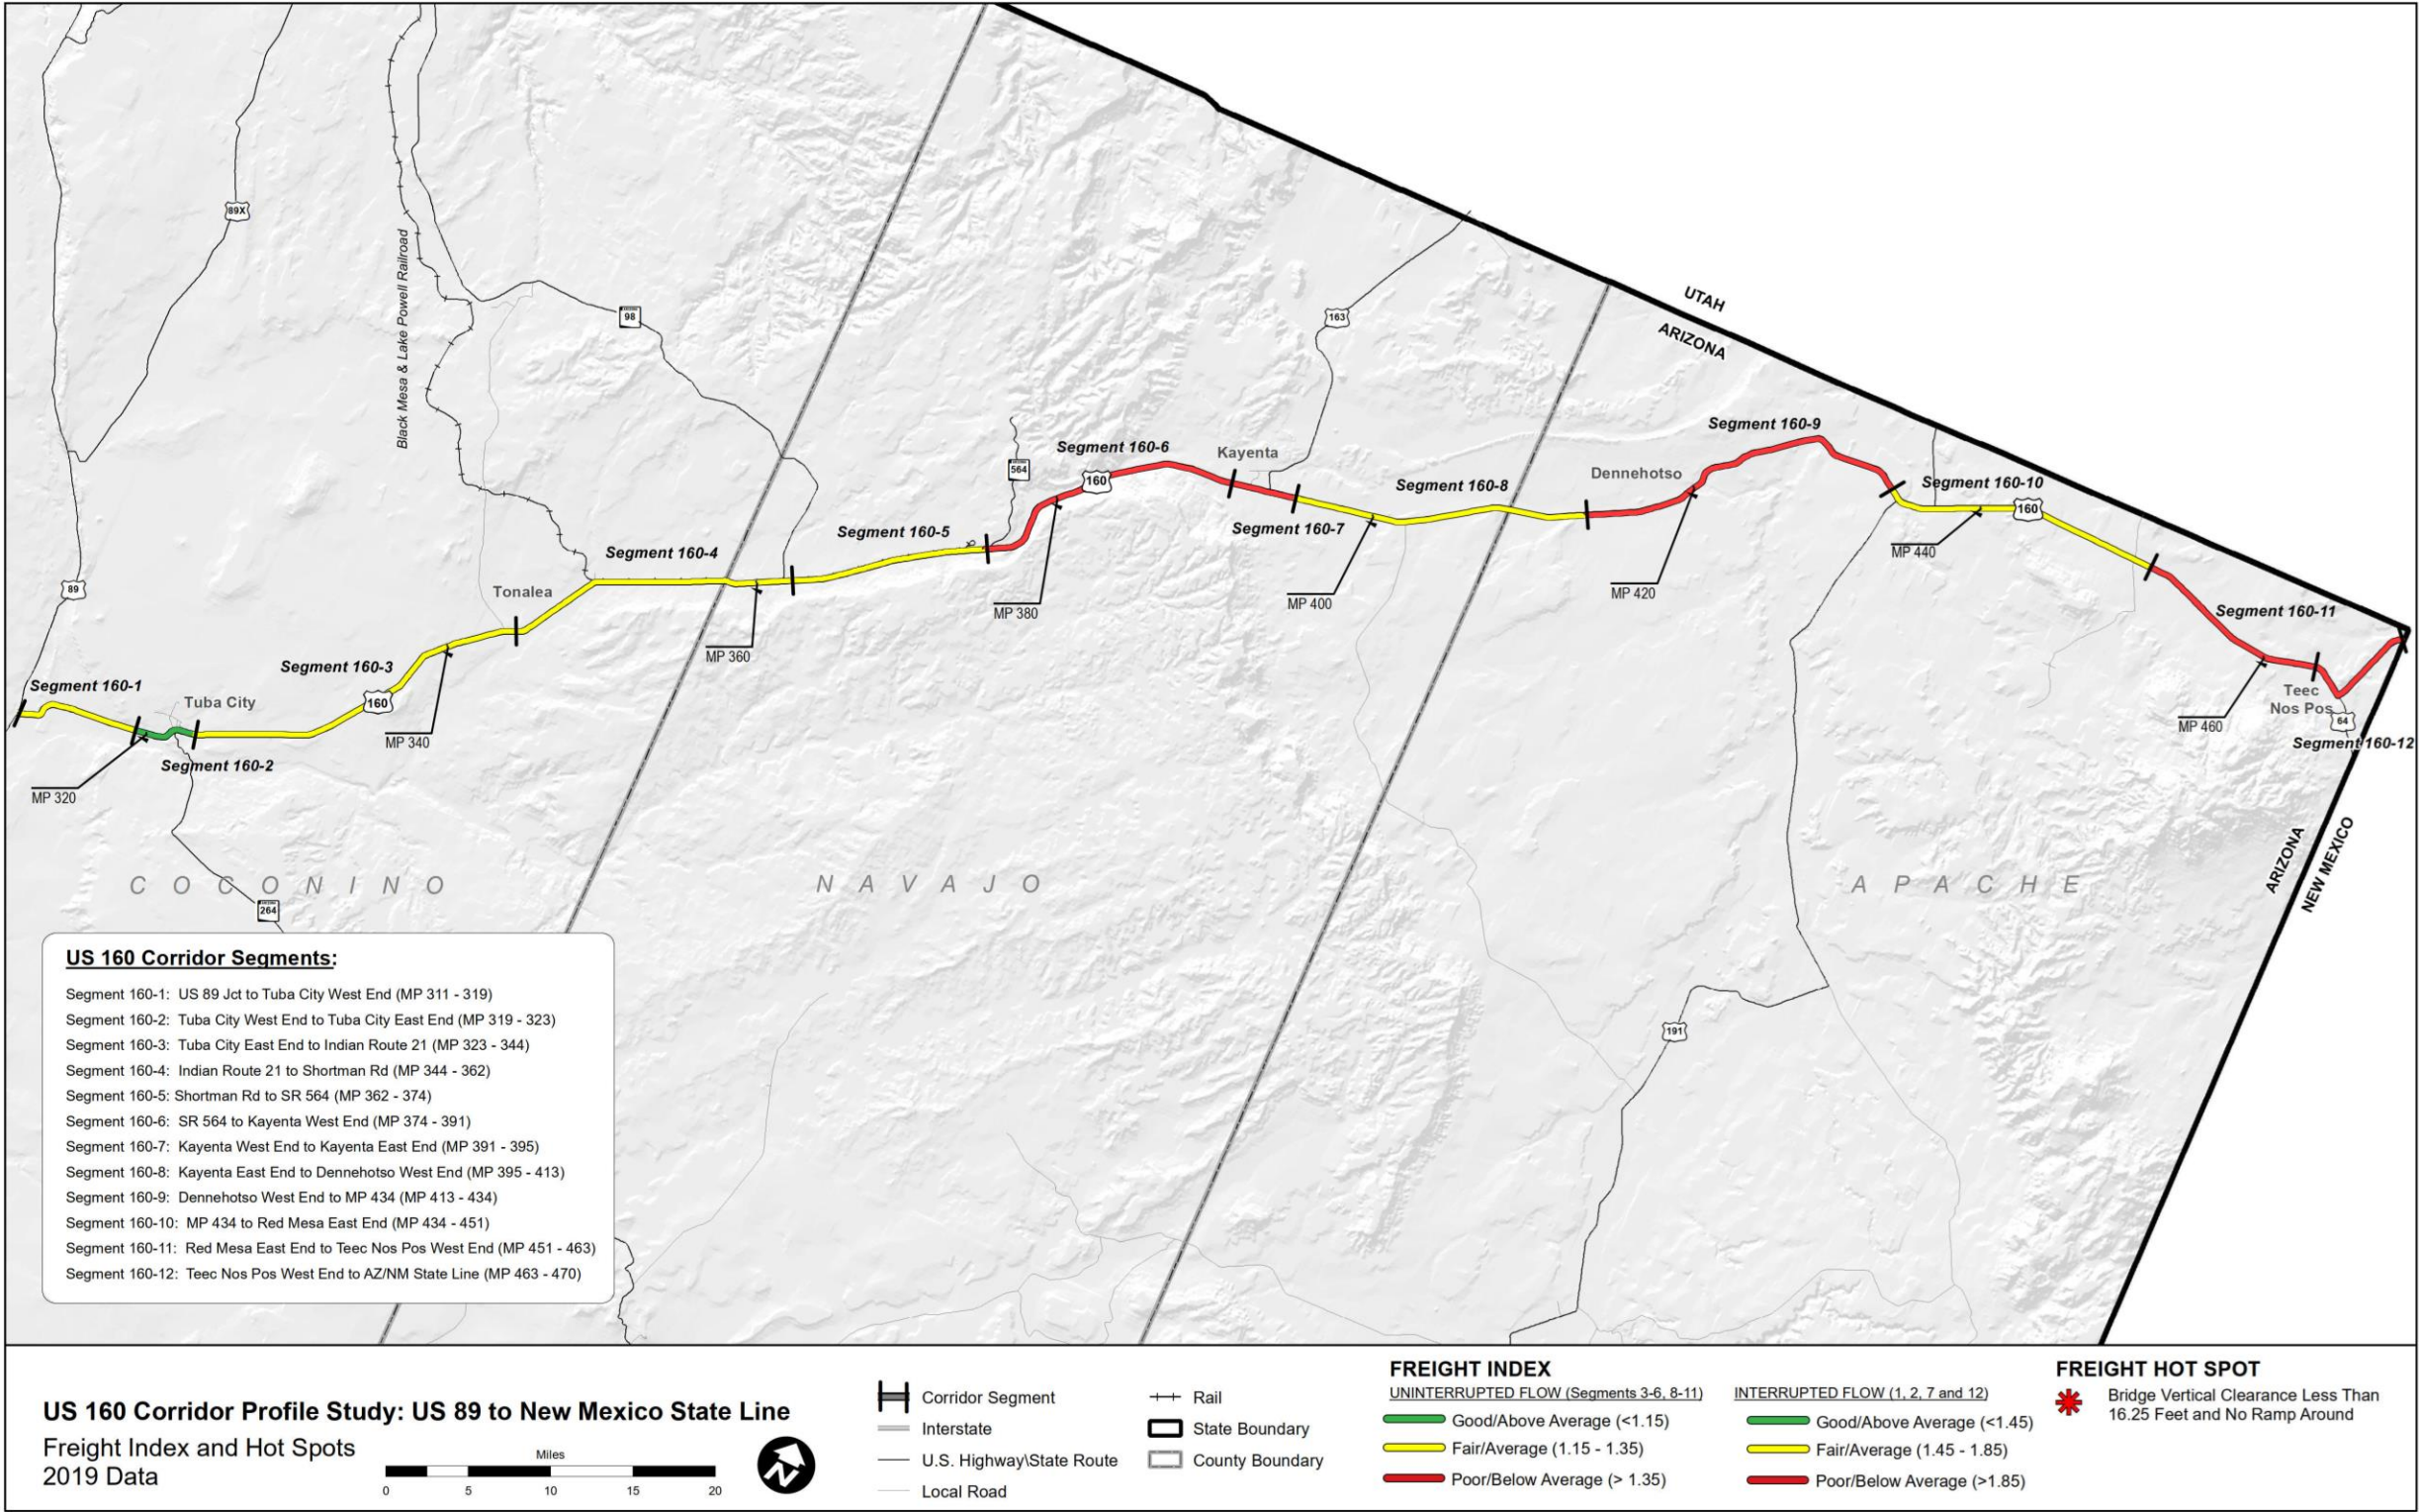 UTAH
ARIZONA
89X
Black Mesa & Lake Powell Railroad
98
163
564
Segment 160-9
Segment 160-6
160
Kayenta
Dennehotso
Segment 160-10
160
Segment 160-8
Segment 160-5
Segment 160-7
Segment 160-4
MP 440
89
Tonalea
MP 380
MP 400
MP 420
Segment 160-11
MP 360
Segment 160-3
Segment 160-1
Tuba City
160
MP 340
Segment 160-2
MP 320
Teec
Nos Pos
64
MP 460
Segment 160-12
ARIZONA
NEW MEXICO
COCONINO
NAVAJO
APACHE
264
191
US 160 Corridor Segments:
Segment 160-1: US 89 Jct to Tuba City West End (MP 311 - 319)
Segment 160-2: Tuba City West End to Tuba City East End (MP 319 - 323)
Segment 160-3: Tuba City East End to Indian Route 21 (MP 323 - 344)
Segment 160-4: Indian Route 21 to Shortman Rd (MP 344 - 362)
Segment 160-5: Shortman Rd to SR 564 (MP 362 - 374)
Segment 160-6: SR 564 to Kayenta West End (MP 374 - 391)
Segment 160-7: Kayenta West End to Kayenta East End (MP 391 - 395)
Segment 160-8: Kayenta East End to Dennehotso West End (MP 395 - 413)
Segment 160-9: Dennehotso West End to MP 434 (MP 413 - 434)
Segment 160-10: MP 434 to Red Mesa East End (MP 434 - 451)
Segment 160-11: Red Mesa East End to Teec Nos Pos West End (MP 451 - 463)
Segment 160-12: Teec Nos Pos West End to AZ/NM State Line (MP 463 - 470)
US 160 Corridor Profile Study: US 89 to New Mexico State Line
Freight Index and Hot Spots
2019 Data
Miles
0 5 10 15 20
N
Corridor Segment
Interstate
U.S. Highway\State Route
Local Road
Rail
State Boundary
County Boundary
FREIGHT INDEX
UNINTERRUPTED FLOW (Segments 3-6, 8-11)
Good/Above Average (<1.15)
Fair/Average (1.15 - 1.35)
Poor/Below Average (> 1.35)
INTERRUPTED FLOW (1, 2, 7 and 12)
Good/Above Average (<1.45)
Fair/Average (1.45 - 1.85)
Poor/Below Average (>1.85)
FREIGHT HOT SPOT
Bridge Vertical Clearance Less Than
16.25 Feet and No Ramp Around